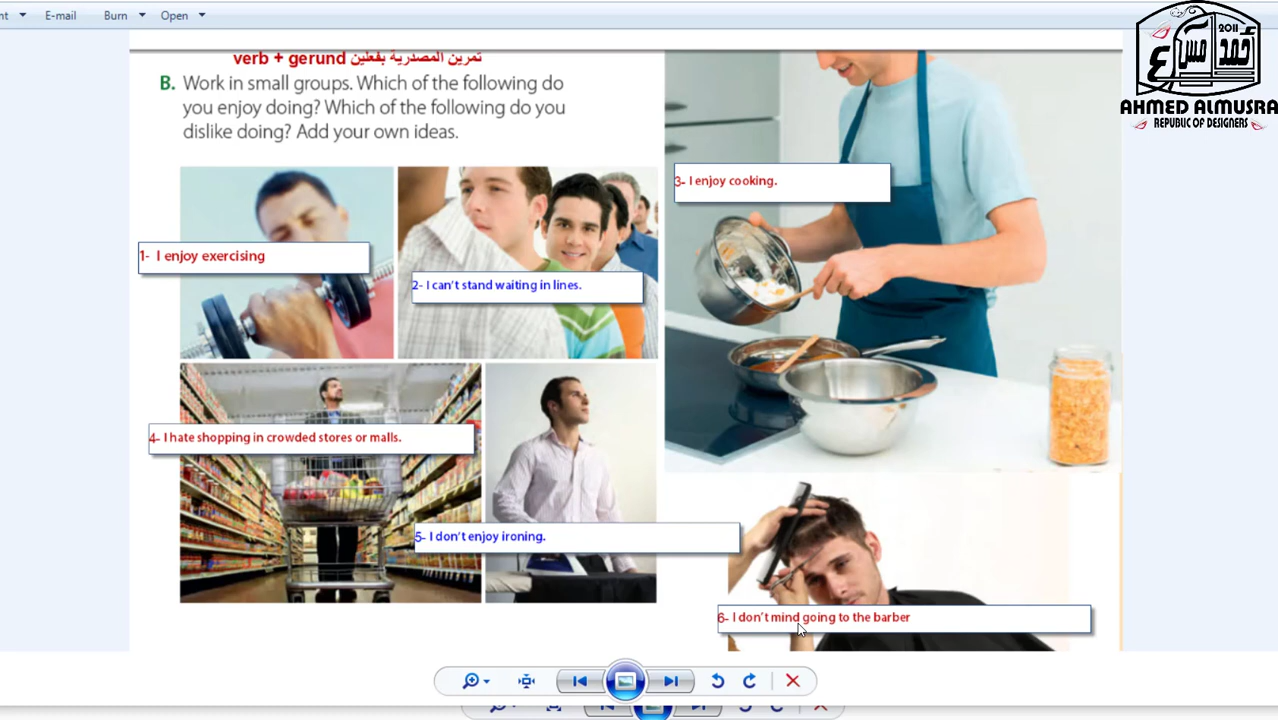 nt E-mail Burn Open
2011
أحمد مسرع
AHMED ALMUSRA
REPUBLIC OF DESIGNERS
verb + gerund تمرين المصدرية بفعلين
B. Work in small groups. Which of the following do
you enjoy doing? Which of the following do you
dislike doing? Add your own ideas.
1- I enjoy exercising
2- I can't stand waiting in lines.
3- I enjoy cooking.
4- I hate shopping in crowded stores or malls.
5- I don't enjoy ironing.
6- I don't mind going to the barber